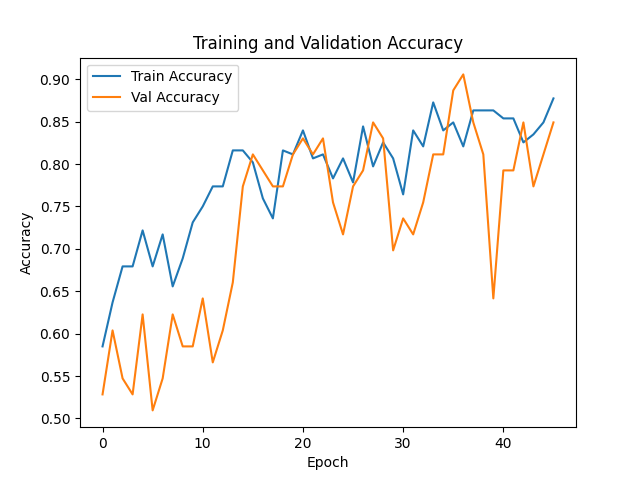 Training and Validation Accuracy
Train Accuracy
Val Accuracy
0.90
0.85
0.80
0.75
0.70
0.65
0.60
0.55
0.50
Accuracy
0 10 20 30 40
Epoch